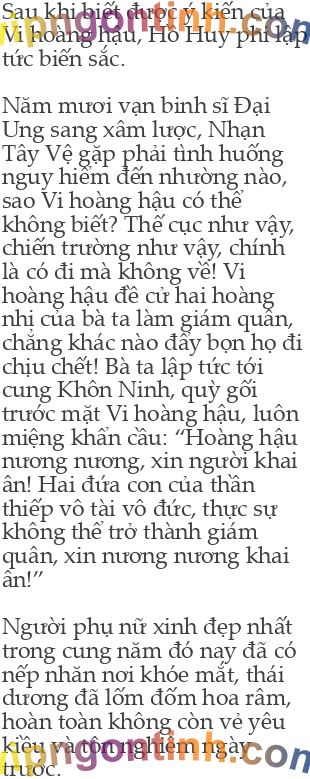 Sau khi biết được ý kiến của
Vi hoàng hậu, Hồ Huy phi lập
tức biến sắc.
Năm mươi vạn binh sĩ Đại
Ung sang xâm lược, Nhạn
Tây Vệ gặp phải tình huống
nguy hiểm đến nhường nào,
sao Vi hoàng hậu có thể
không biết? Thế cục như vậy,
chiến trường như vậy, chính
là có đi mà không về! Vi
hoàng hậu đề cử hai hoàng
nhi của bà ta làm giám quân,
chẳng khác nào đẩy bọn họ đi
chịu chết! Bà ta lập tức tới
cung Khôn Ninh, quỳ gối
trước mặt Vi hoàng hậu, luôn
miệng khẩn cầu: “Hoàng hậu
nương nương, xin người khai
ân! Hai đứa con của thần
thiếp vô tài vô đức, thực sự
không thể trở thành giám
quân, xin nương nương khai
ân!”
Người phụ nữ xinh đẹp nhất
trong cung năm đó nay đã có
nếp nhăn nơi khóe mắt, thái
dương đã lốm đốm hoa râm,
hoàn toàn không còn vẻ yêu
kiều và tôn nghiêm ngày
trước.
vipngontinh.com
vipngontinh.com